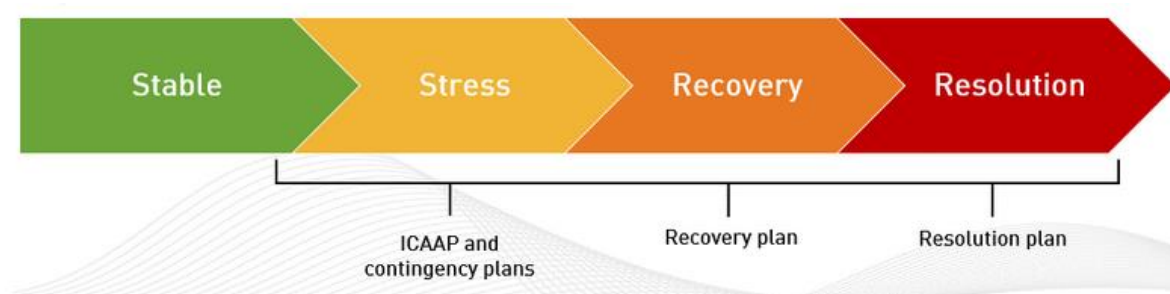 Stable
Stress
Recovery
Resolution
ICAAP and
contingency plans
Recovery plan
Resolution plan